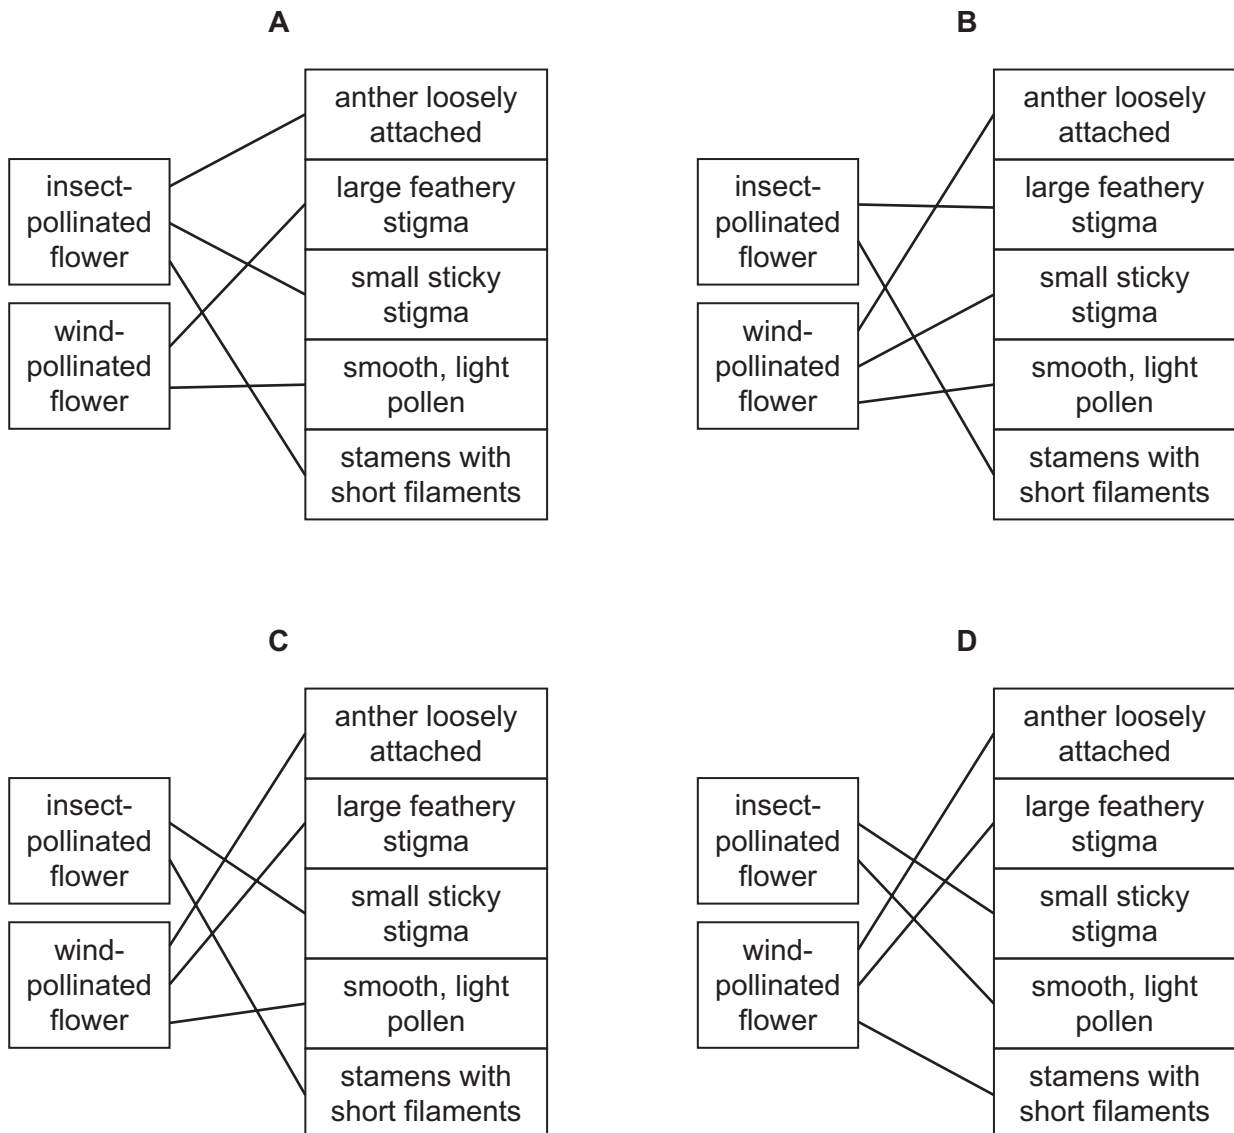 A
insect-
pollinated
flower
wind-
pollinated
flower
anther loosely
attached
large feathery
stigma
small sticky
stigma
smooth, light
pollen
stamens with
short filaments
B
insect-
pollinated
flower
wind-
pollinated
flower
anther loosely
attached
large feathery
stigma
small sticky
stigma
smooth, light
pollen
stamens with
short filaments
C
insect-
pollinated
flower
wind-
pollinated
flower
anther loosely
attached
large feathery
stigma
small sticky
stigma
smooth, light
pollen
stamens with
short filaments
D
insect-
pollinated
flower
wind-
pollinated
flower
anther loosely
attached
large feathery
stigma
small sticky
stigma
smooth, light
pollen
stamens with
short filaments